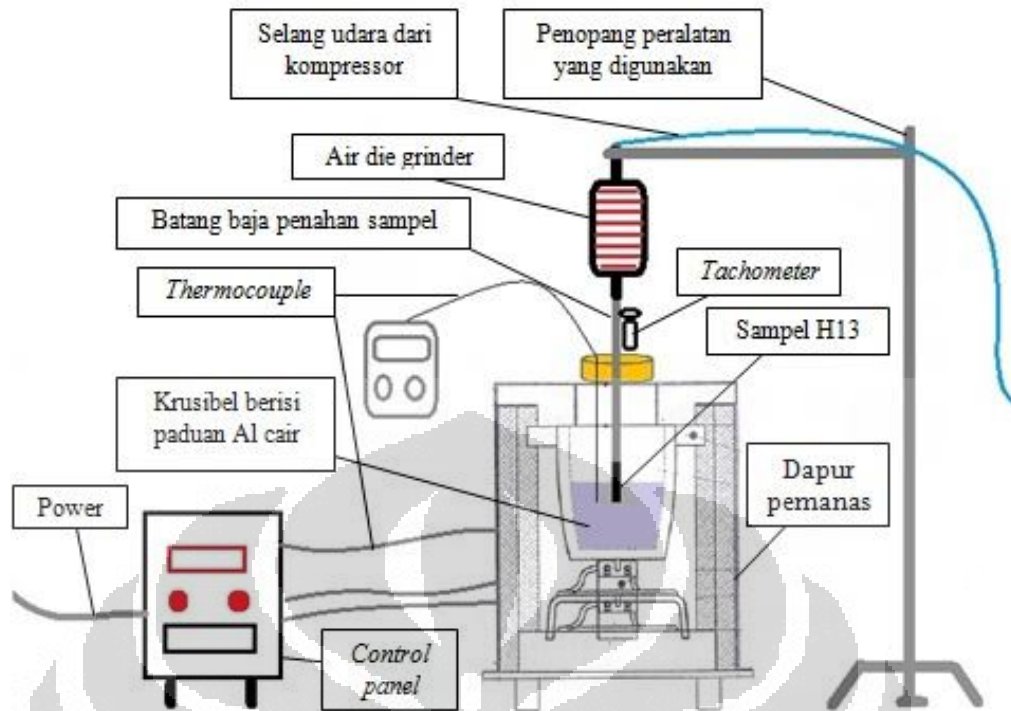 Selang udara dari
kompressor
Penopang peralatan
yang digunakan
Air die grinder
Batang baja penahan sampel
Thermocouple
Tachometer
Sampel H13
Krusibel berisi
paduan Al cair
Dapur
pemanas
Power
Control
panel